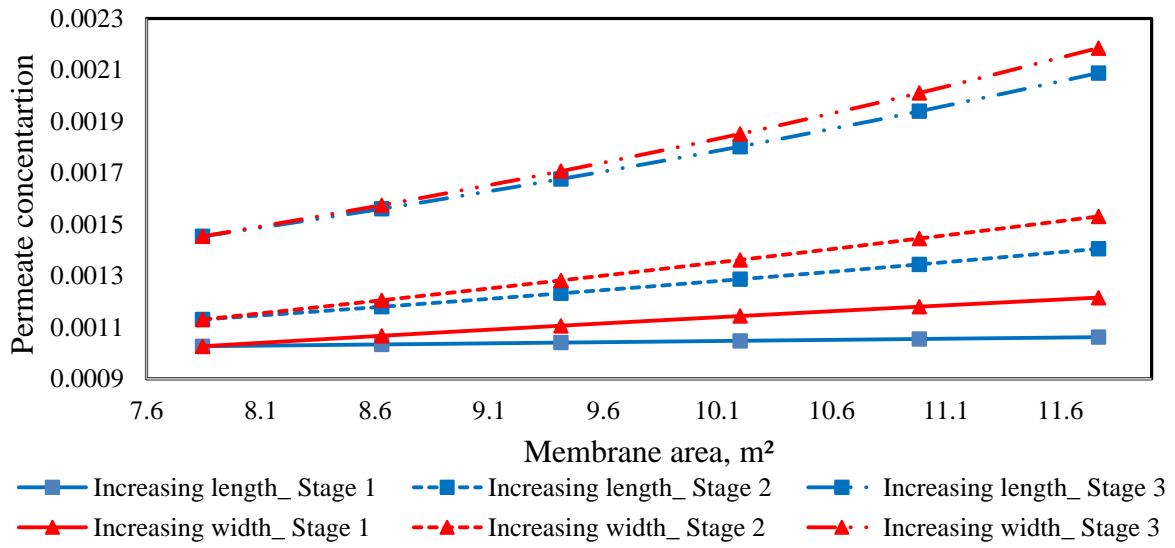 0.0023
0.0021
0.0019
0.0017
0.0015
0.0013
0.0011
0.0009
Permeate concentartion
7.6 8.1 8.6 9.1 9.6 10.1 10.6 11.1 11.6
Membrane area, m²
Increasing length_ Stage 1 Increasing length_ Stage 2 Increasing length_ Stage 3
Increasing width_ Stage 1 Increasing width_ Stage 2 Increasing width_ Stage 3